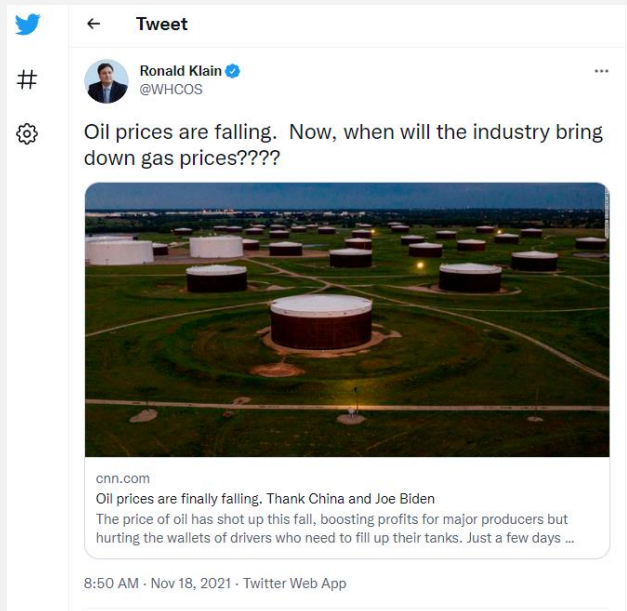 Tweet
Ronald Klain
@WHCOS
Oil prices are falling.  Now, when will the industry bring
down gas prices????
cnn.com
Oil prices are finally falling. Thank China and Joe Biden
The price of oil has shot up this fall, boosting profits for major producers but
hurting the wallets of drivers who need to fill up their tanks. Just a few days ...
8:50 AM · Nov 18, 2021 · Twitter Web App